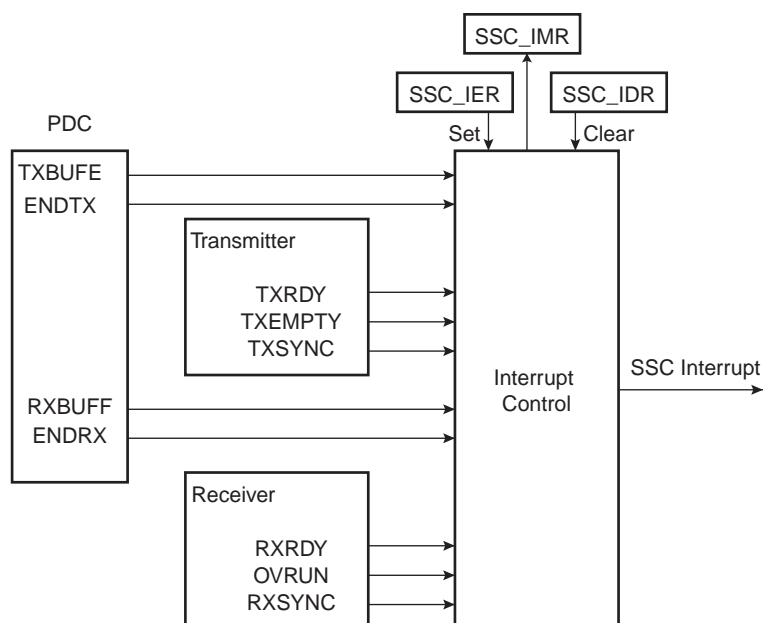 SSC_IMR
SSC_IER
SSC_IDR
PDC
Set
Clear
TXBUFE
ENDTX
Transmitter
TXRDY
TXEMPTY
TXSYNC
RXBUFF
ENDRX
Interrupt
Control
SSC Interrupt
Receiver
RXRDY
OVRUN
RXSYNC